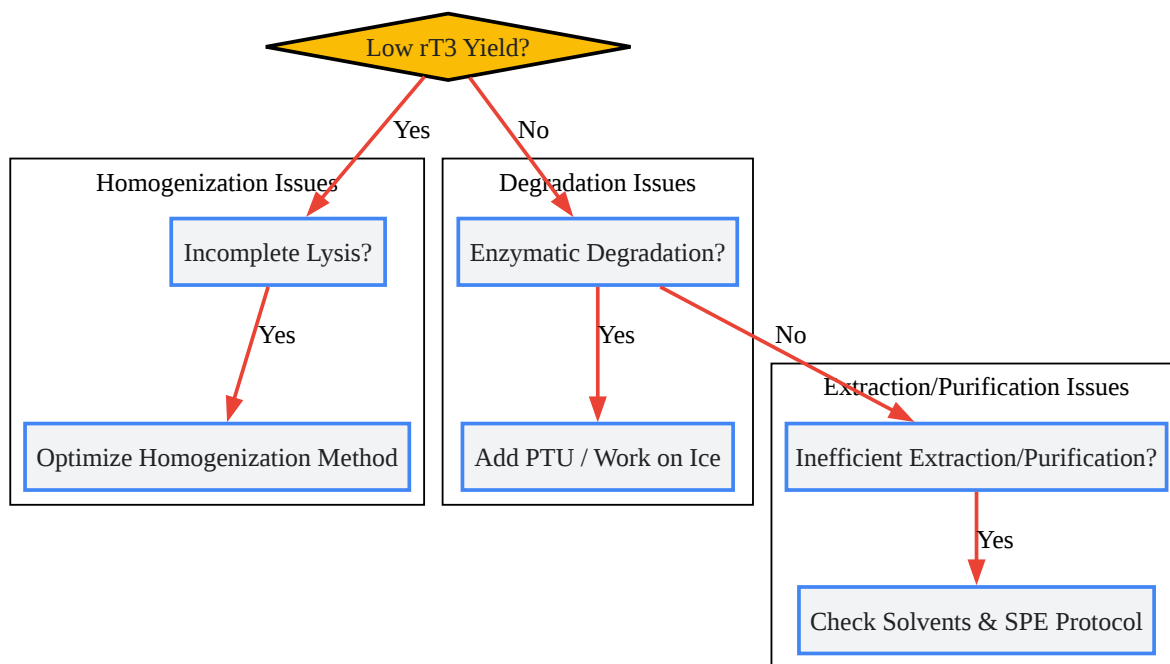 Low rT3 Yield?
Yes
No
Homogenization Issues
Degradation Issues
Incomplete Lysis?
Enzymatic Degradation?
Yes
Yes
No
Extraction/Purification Issues
Optimize Homogenization Method
Add PTU / Work on Ice
Inefficient Extraction/Purification?
Yes
Check Solvents & SPE Protocol